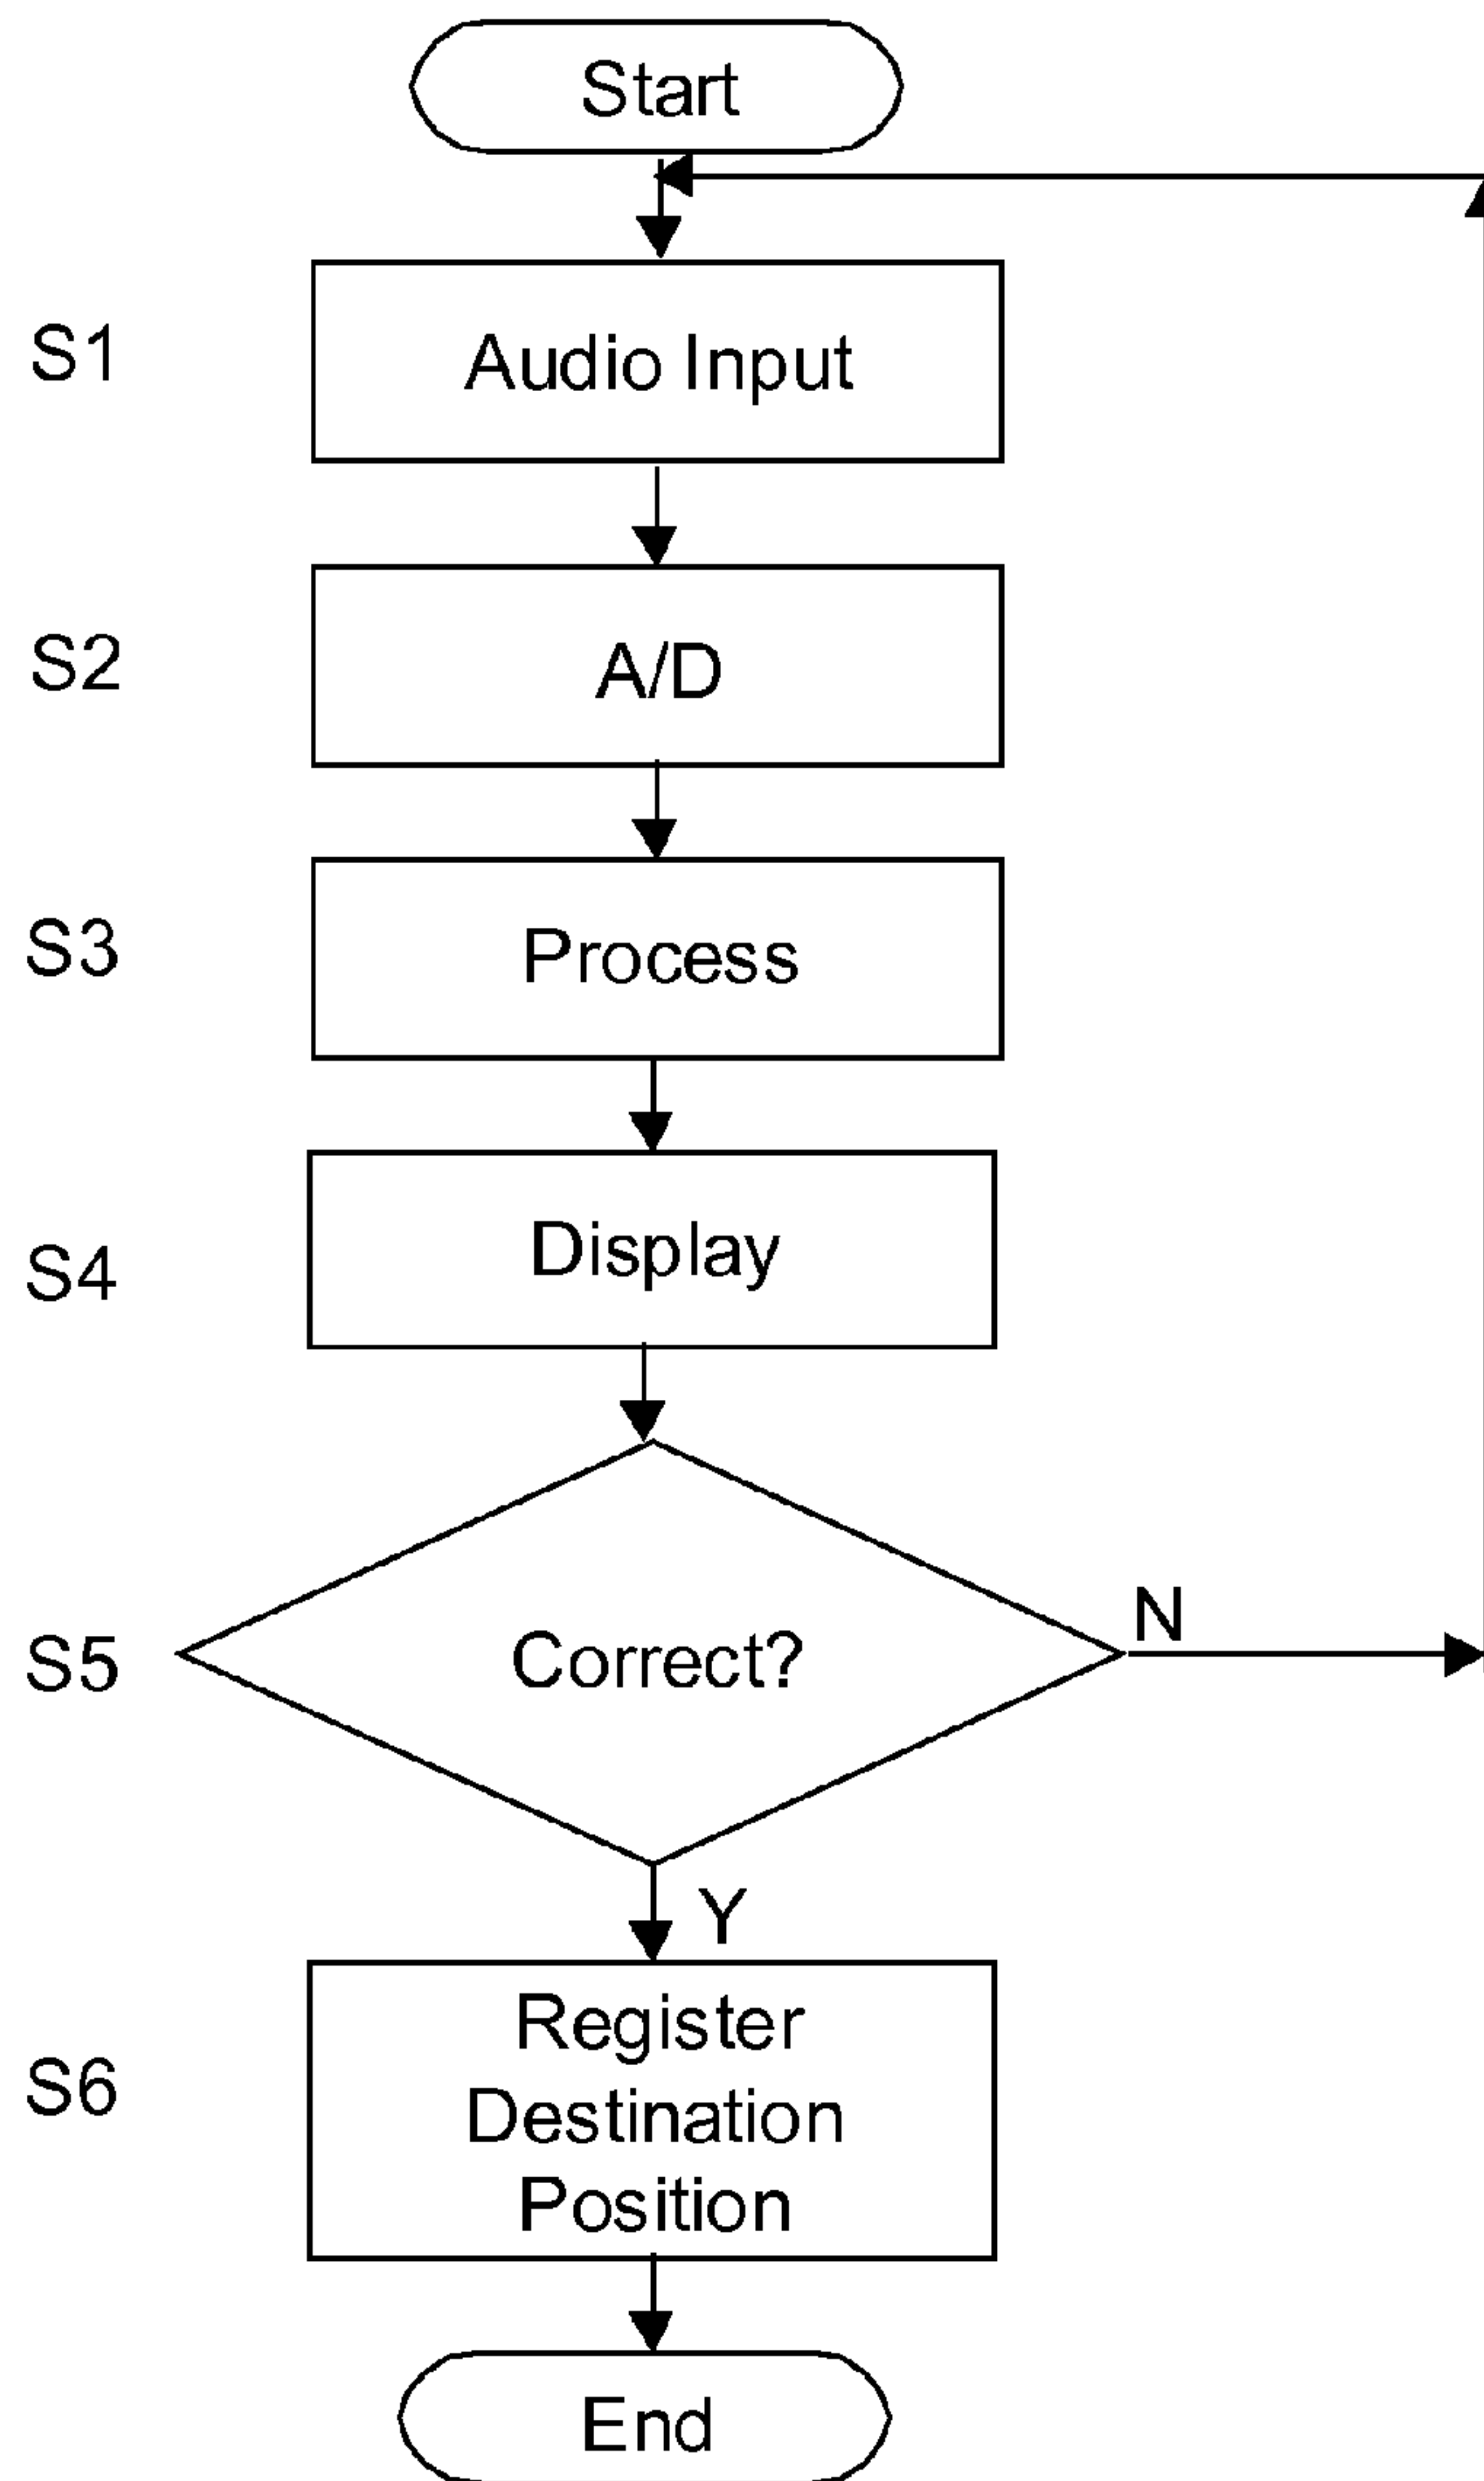 Start
S1
Audio Input
S2
A/D
S3
Process
S4
Display
S5
Correct?
N
Y
S6
Register
Destination
Position
End